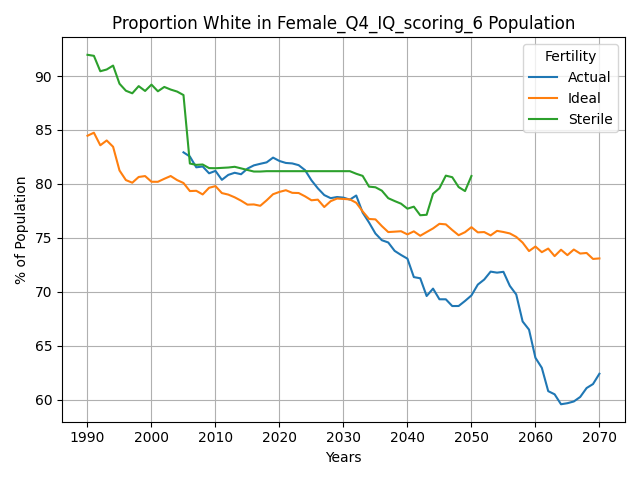 Proportion White in Female_Q4_IQ_scoring_6 Population
Fertility
Actual
Ideal
Sterile
% of Population
90
85
80
75
70
65
60
1990 2000 2010 2020 2030 2040 2050 2060 2070
Years